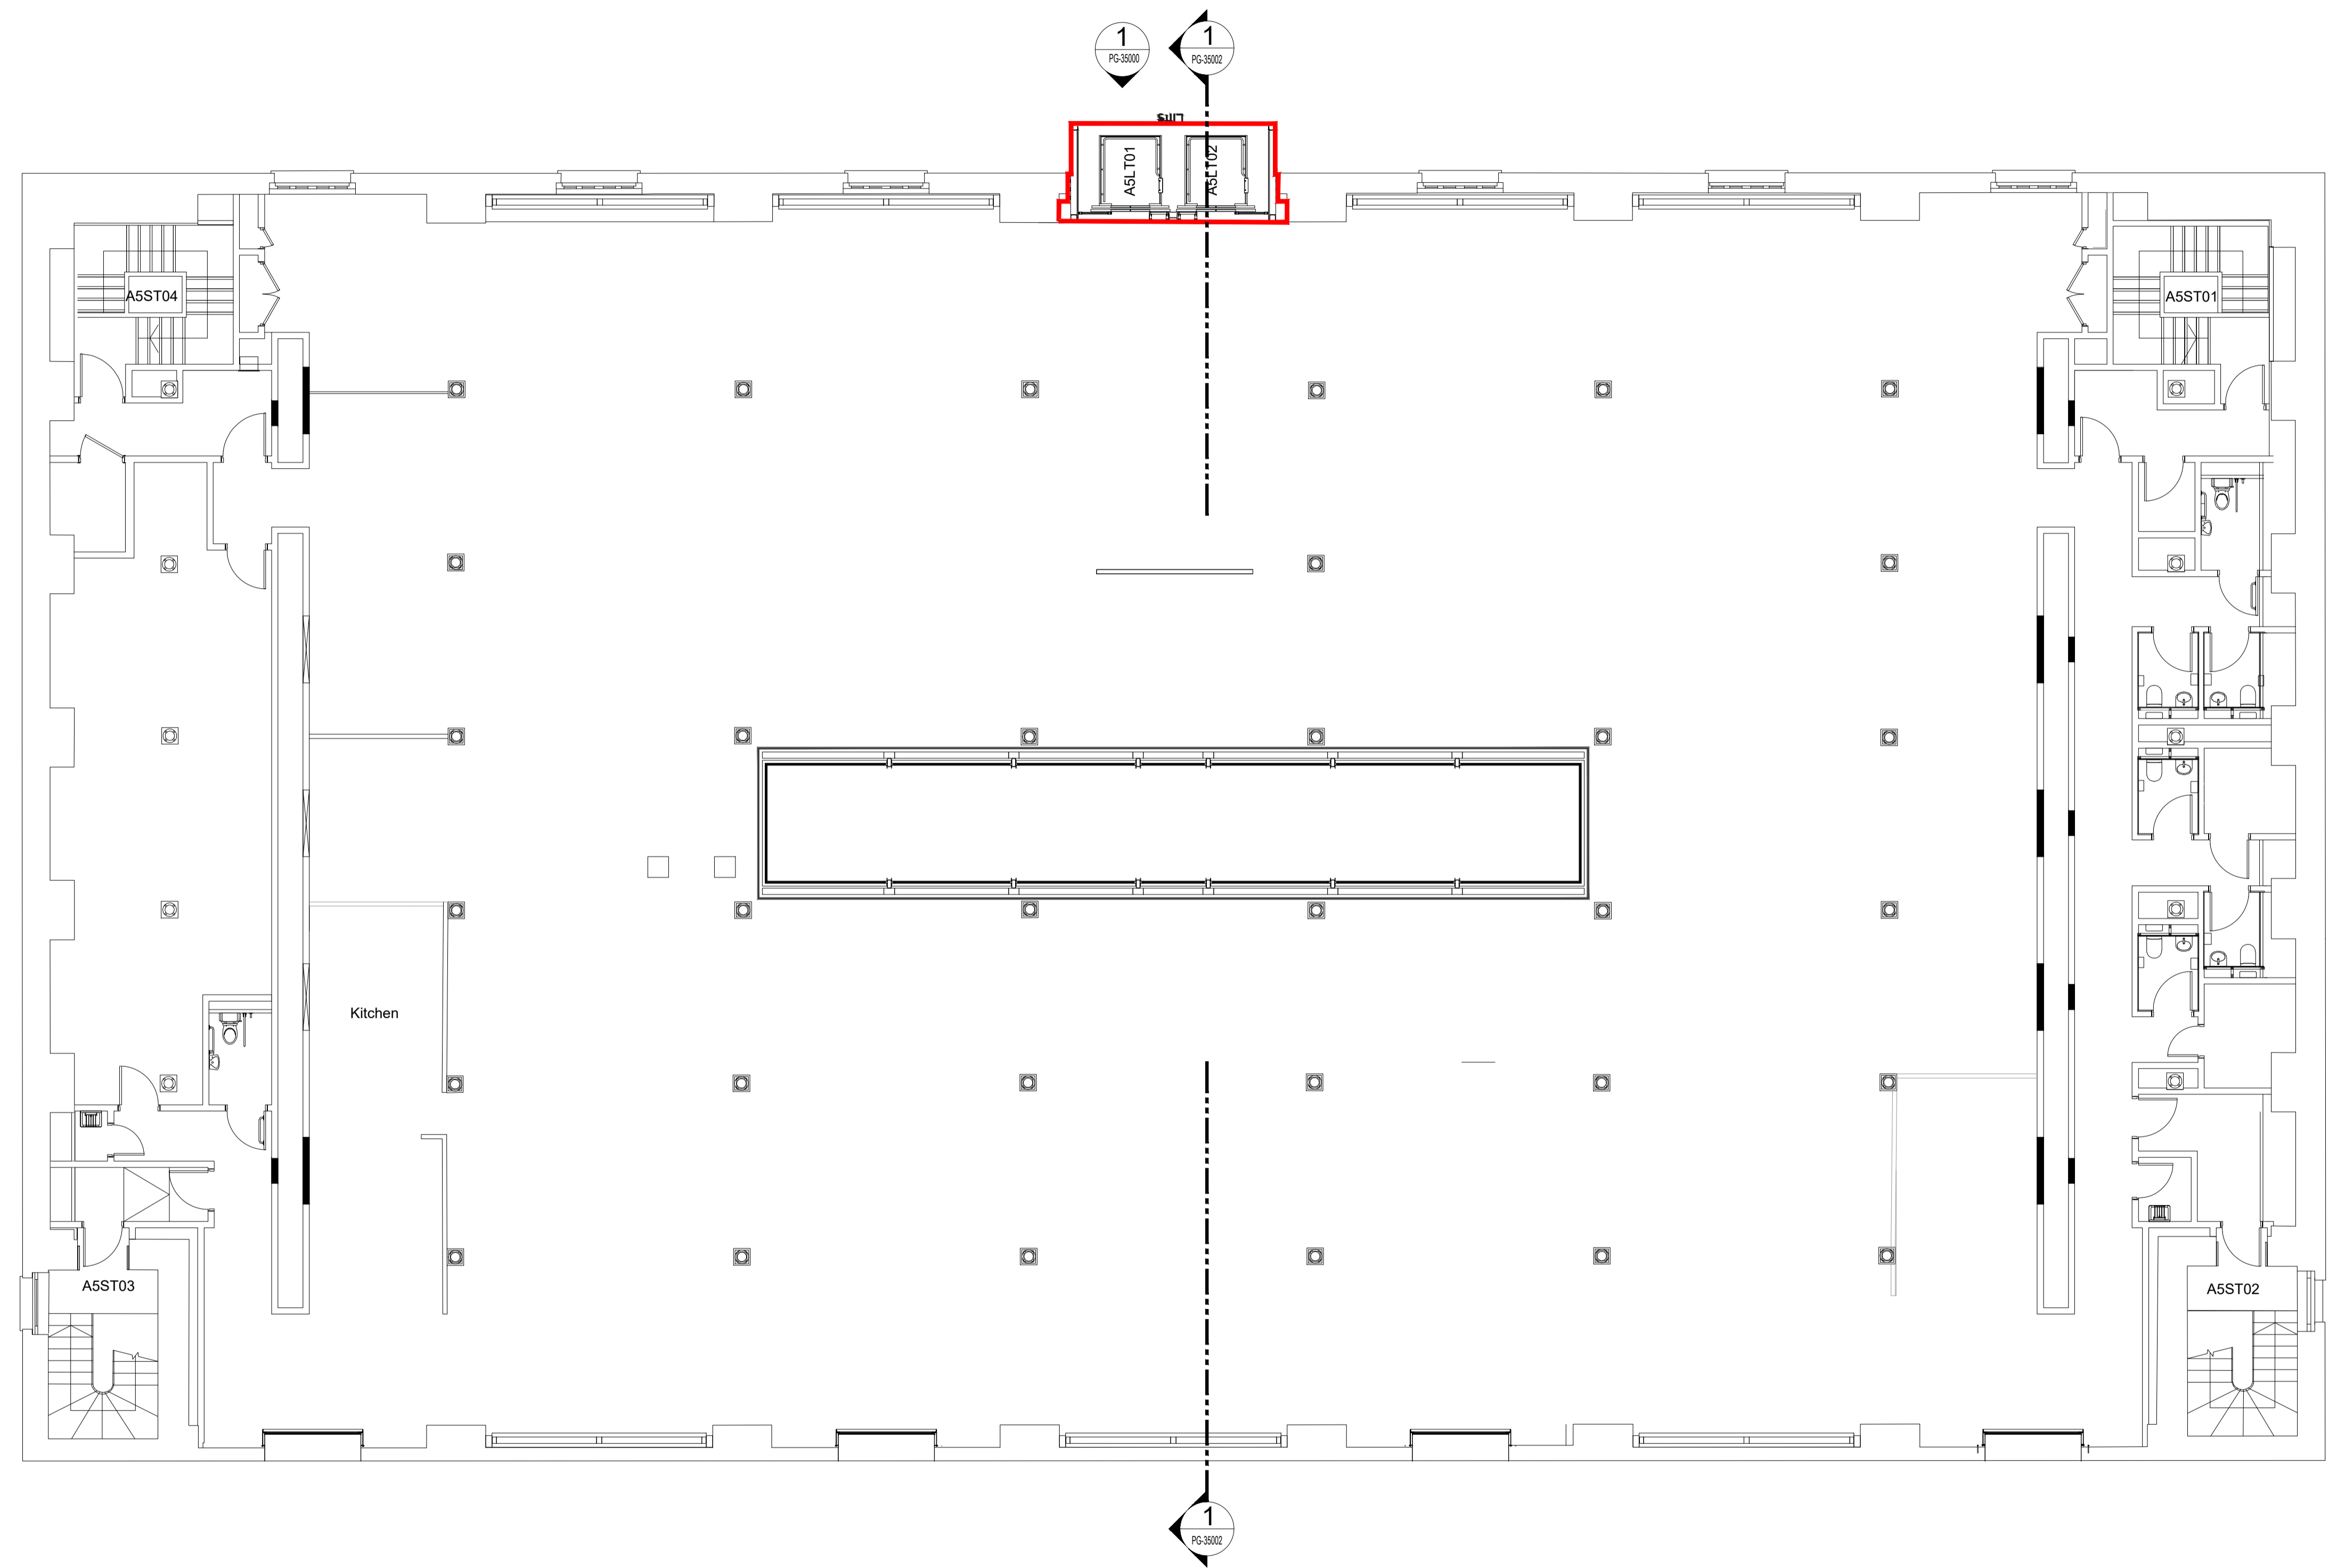 1
PG-35000
1
PG-35002
Lifts
A5LT01
A5LT02
A5ST04
A5ST01
Kitchen
A5ST03
A5ST02
1
PG-35002